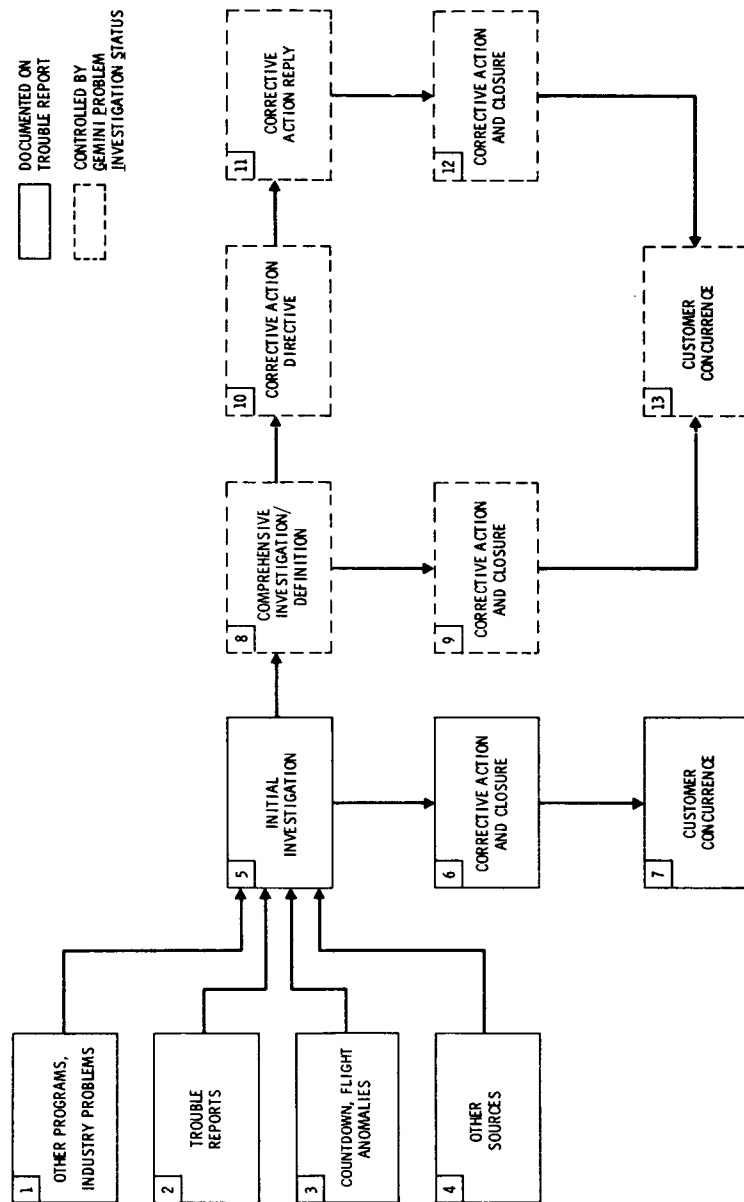 DOCUMENTED ON
TROUBLE REPORT
CONTROLLED BY
GEMINI PROBLEM
INVESTIGATION STATUS
1
OTHER PROGRAMS,
INDUSTRY PROBLEMS
2
TROUBLE
REPORTS
3
COUNTDOWN, FLIGHT
ANOMALIES
4
OTHER
SOURCES
5
INITIAL
INVESTIGATION
6
CORRECTIVE ACTION
AND CLOSURE
7
CUSTOMER
CONCURRENCE
8
COMPREHENSIVE
INVESTIGATION/
DEFINITION
9
CORRECTIVE ACTION
AND CLOSURE
10
CORRECTIVE ACTION
DIRECTIVE
11
CORRECTIVE
ACTION REPLY
12
CORRECTIVE ACTION
AND CLOSURE
13
CUSTOMER
CONCURRENCE